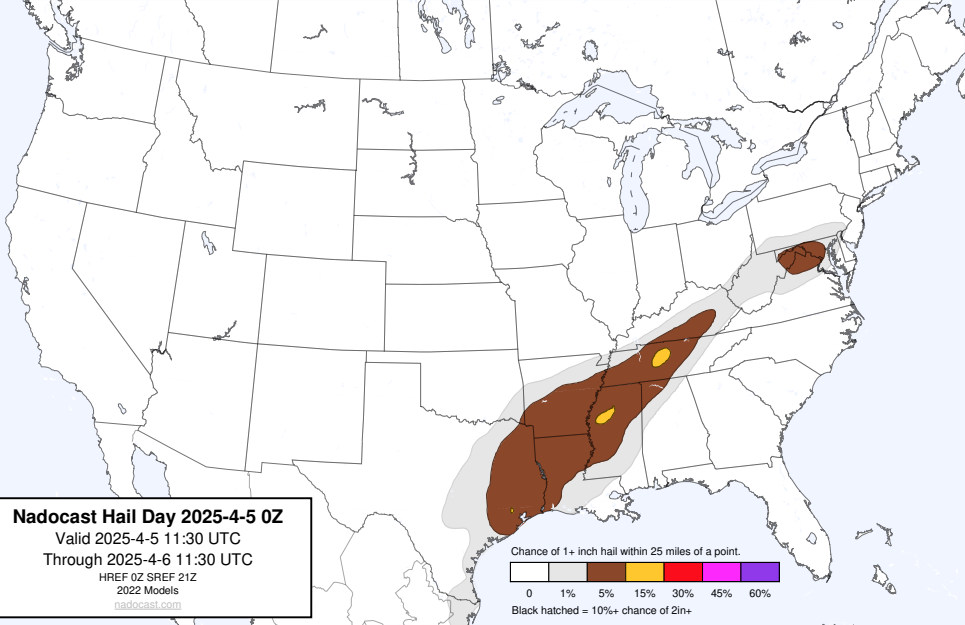 Nadocast Hail Day 2025-4-5 0Z
Valid 2025-4-5 11:30 UTC
Through 2025-4-6 11:30 UTC
HREF 0Z SREF 21Z
2022 Models
nadocast.com
Chance of 1+ inch hail within 25 miles of a point.
0 1% 5% 15% 30% 45% 60%
Black hatched = 10%+ chance of 2in+